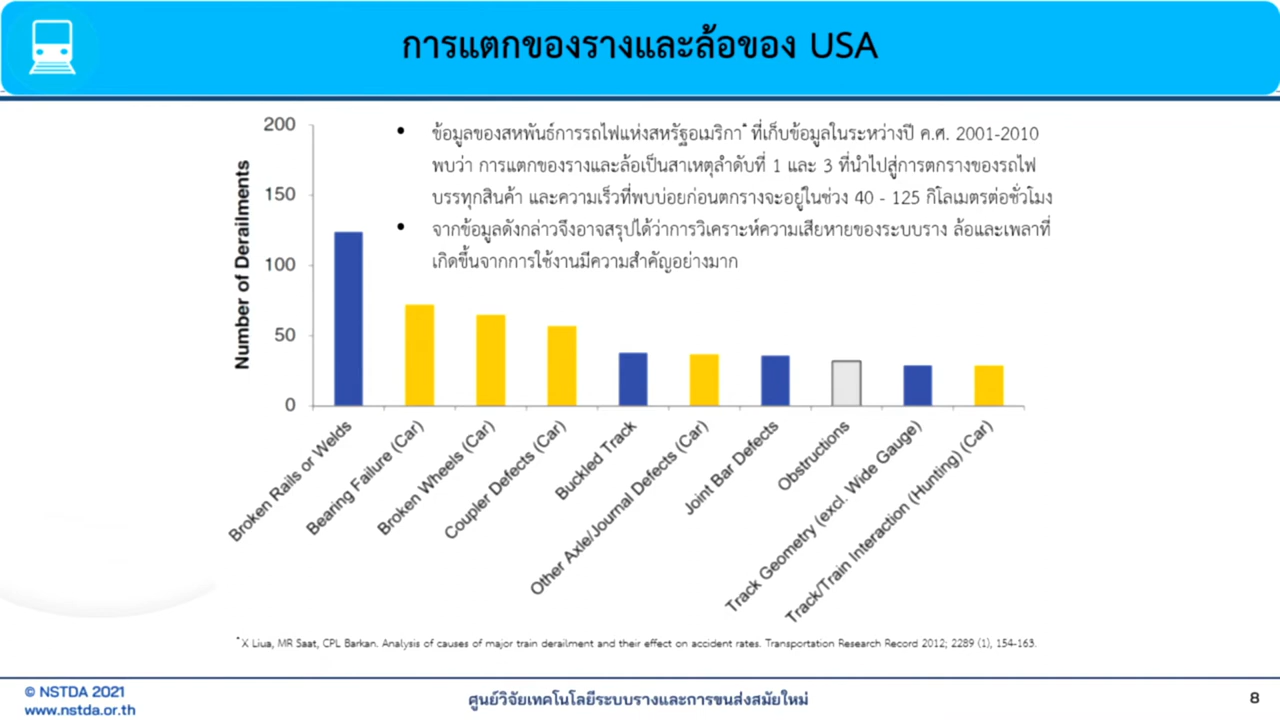 การแตกของรางและล้อของ USA
• ข้อมูลของสหพันธ์การรถไฟแห่งสหรัฐอเมริกา* ที่เก็บข้อมูลในระหว่างปี ค.ศ. 2001-2010
พบว่า การแตกของรางและล้อเป็นสาเหตุลำดับที่ 1 และ 3 ที่นำไปสู่การตกรางของรถไฟ
บรรทุกสินค้า และความเร็วที่พบบ่อยก่อนตกรางจะอยู่ในช่วง 40 - 125 กิโลเมตรต่อชั่วโมง
• จากข้อมูลดังกล่าวจึงอาจสรุปได้ว่าการวิเคราะห์ความเสียหายของระบบราง ล้อและเพลาที่
เกิดขึ้นจากการใช้งานมีความสำคัญอย่างมาก
Number of Derailments
200
150
100
50
0
Broken Rails or Welds
Bearing Failure (Car)
Broken Wheels (Car)
Coupler Defects (Car)
Buckled Track
Other Axle/Journal Defects (Car)
Joint Bar Defects
Obstructions
Track Geometry (excl. Wide Gauge)
Track/Train Interaction (Hunting) (Car)
* X Liua, MR Saat, CPL Barkan. Analysis of causes of major train derailment and their effect on accident rates. Transportation Research Record 2012; 2289 (1), 154-163.
© NSTDA 2021
www.nstda.or.th
ศูนย์วิจัยเทคโนโลยีระบบรางและการขนส่งสมัยใหม่
8